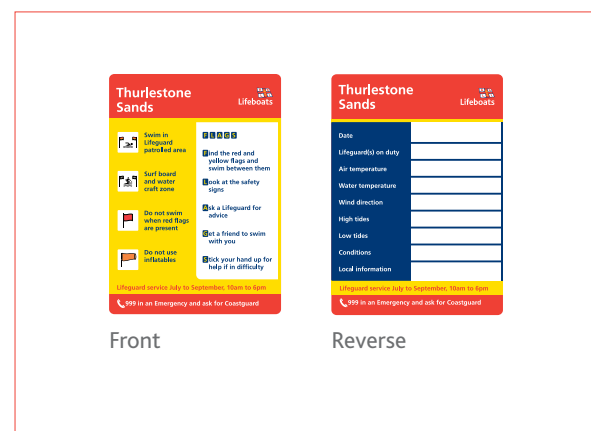 Thurlestone
Sands
Lifeboats
Swim in
Lifeguard
patrolled area
Surf board
and water
craft zone
Do not swim
when red flags
are present
Do not use
inflatables
FLAGS
Find the red and
yellow flags and
swim between them
Look at the safety
signs
Ask a Lifeguard for
advice
Get a friend to swim
with you
Stick your hand up for
help if in difficulty
Lifeguard service July to September, 10am to 6pm
999 in an Emergency and ask for Coastguard
Front
Thurlestone
Sands
Lifeboats
Date
Lifeguard(s) on duty
Air temperature
Water temperature
Wind direction
High tides
Low tides
Conditions
Local information
Lifeguard service July to September, 10am to 6pm
999 in an Emergency and ask for Coastguard
Reverse